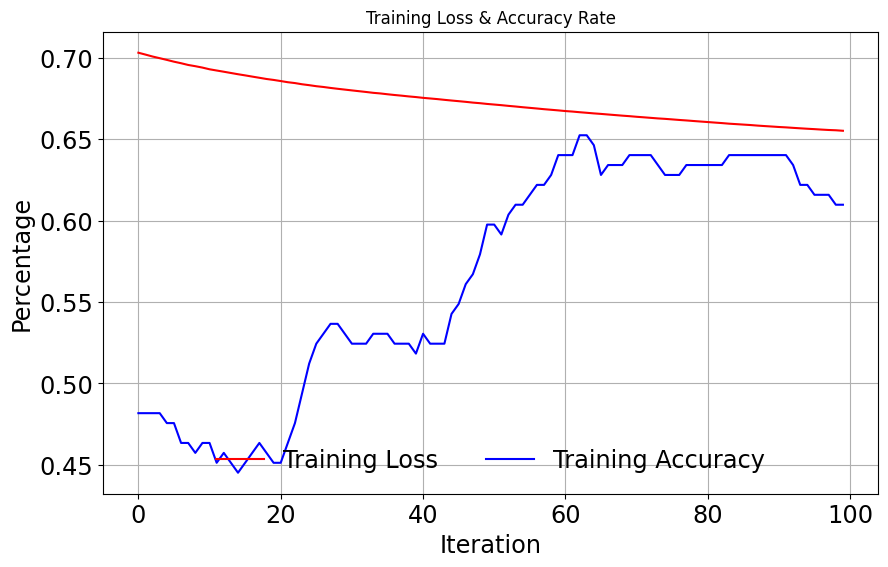 Training Loss & Accuracy Rate
Percentage
0.70
0.65
0.60
0.55
0.50
0.45
Training Loss
Training Accuracy
0 20 40 60 80 100
Iteration